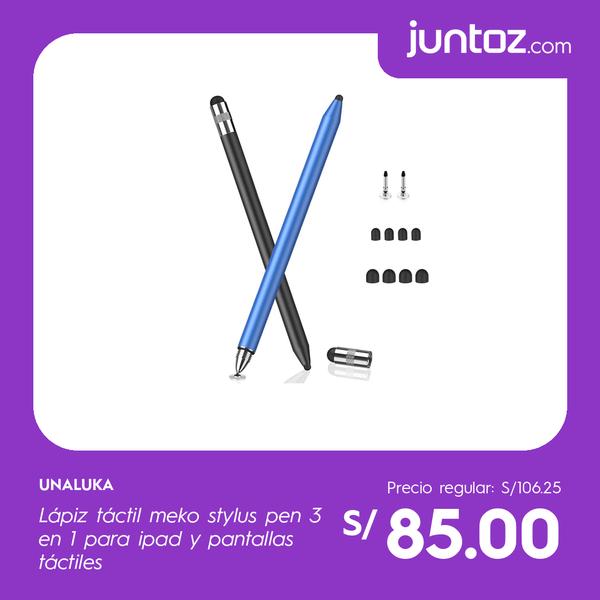 juntoz.com
UNALUKA
Lápiz táctil meko stylus pen 3
en 1 para ipad y pantallas
táctiles
Precio regular: S/106.25
S/ 85.00